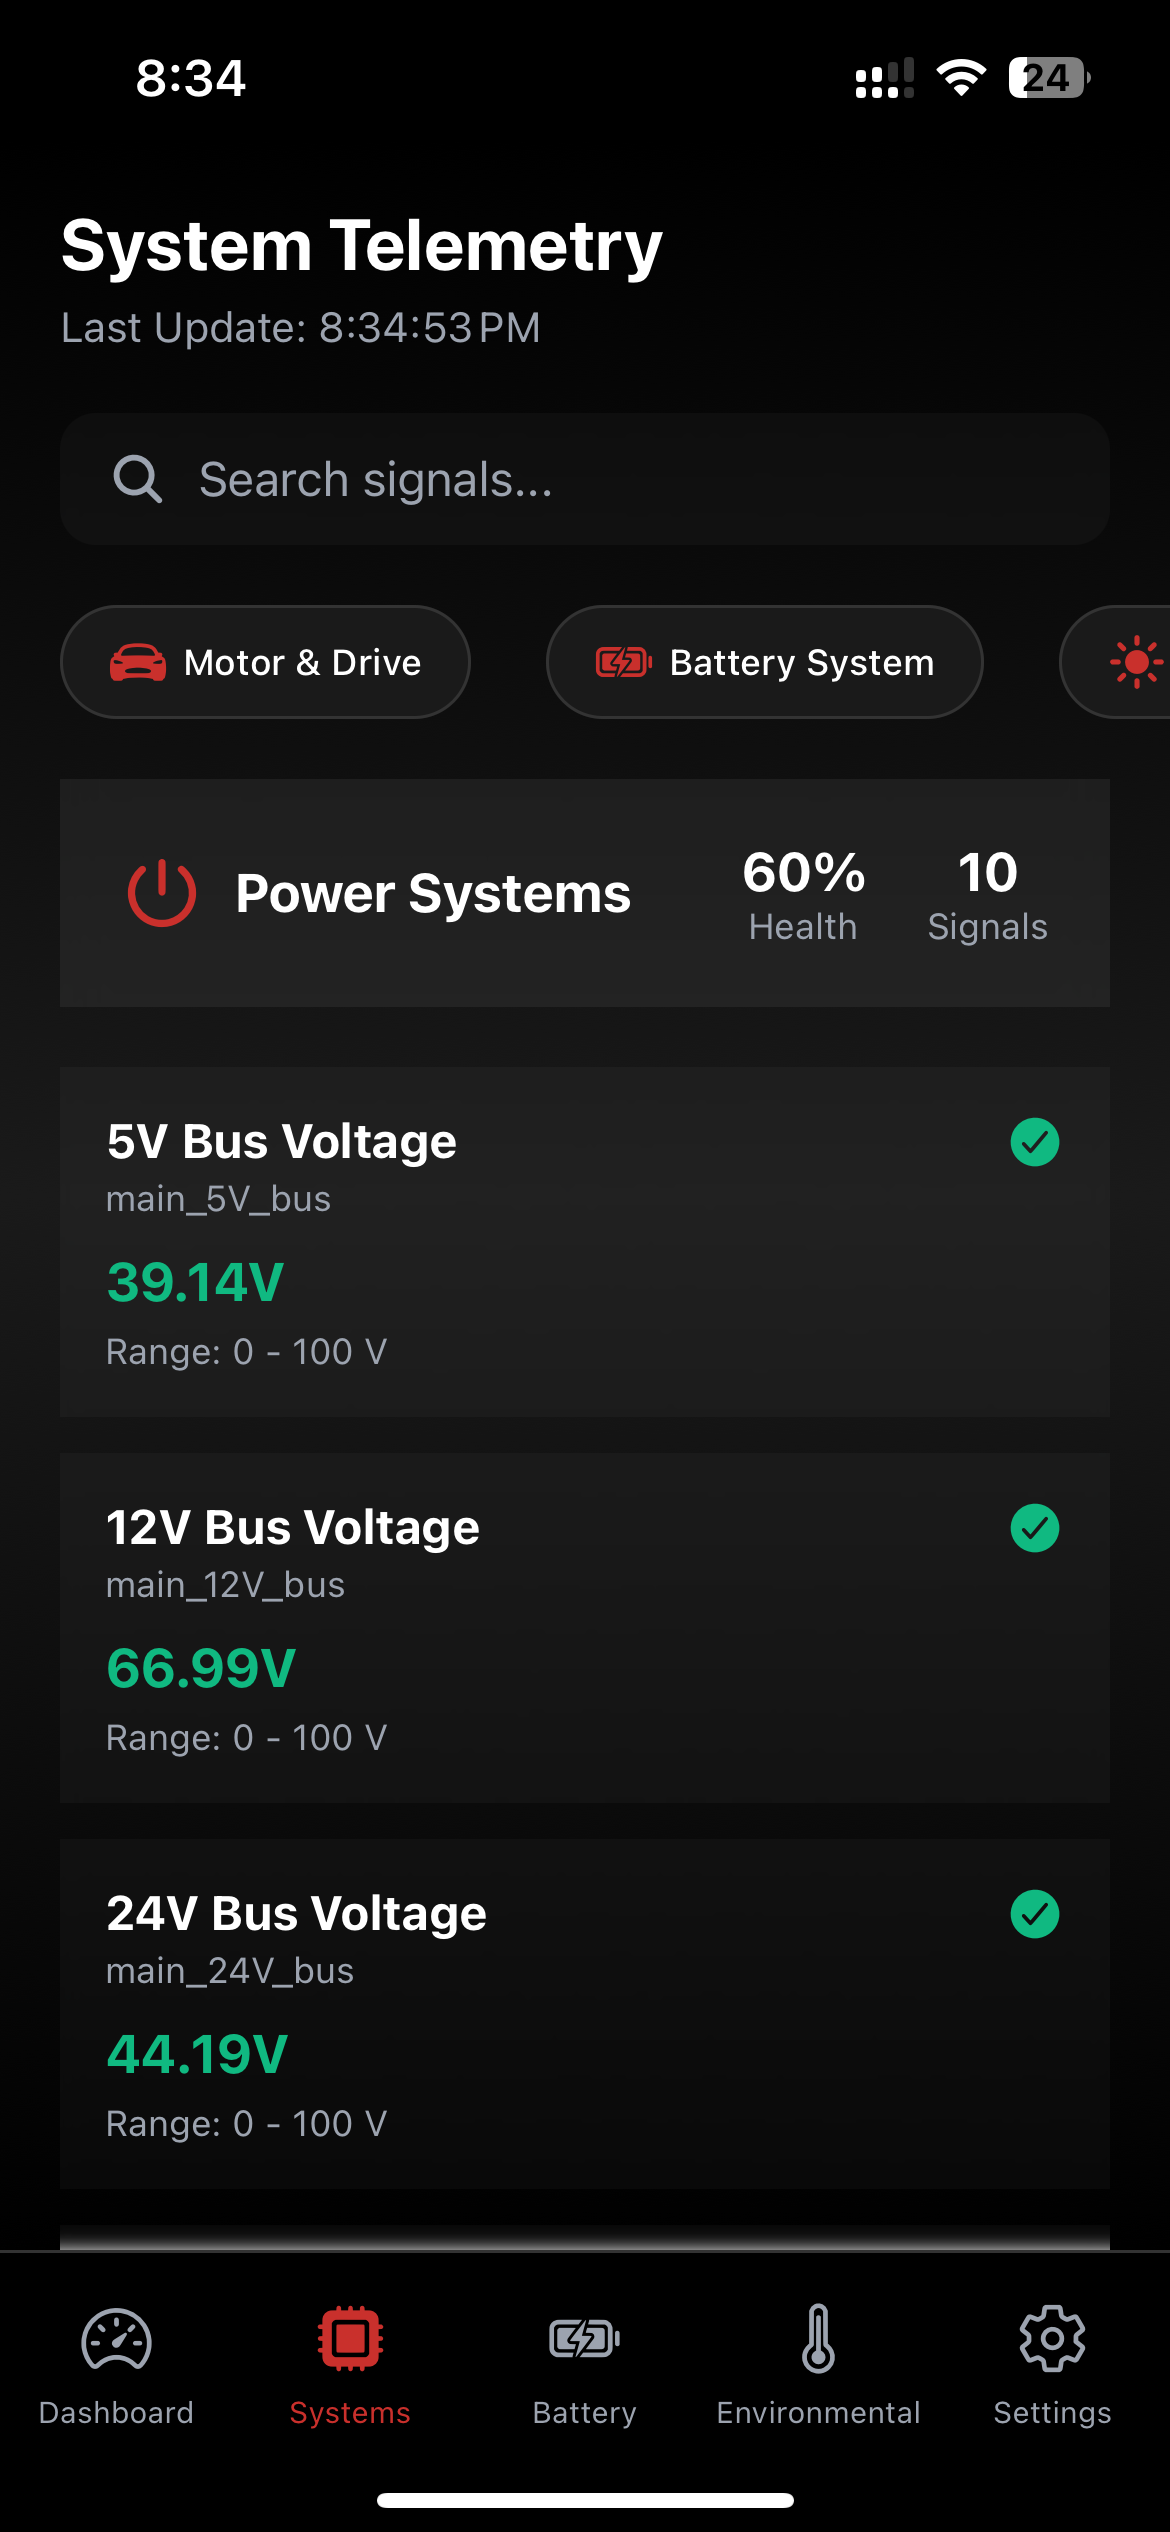 8:34
24
System Telemetry
Last Update: 8:34:53 PM
Search signals...
Motor & Drive
Battery System
Power Systems
60%
Health
10
Signals
5V Bus Voltage
main_5V_bus
39.14V
Range: 0 - 100 V
12V Bus Voltage
main_12V_bus
66.99V
Range: 0 - 100 V
24V Bus Voltage
main_24V_bus
44.19V
Range: 0 - 100 V
Dashboard
Systems
Battery
Environmental
Settings